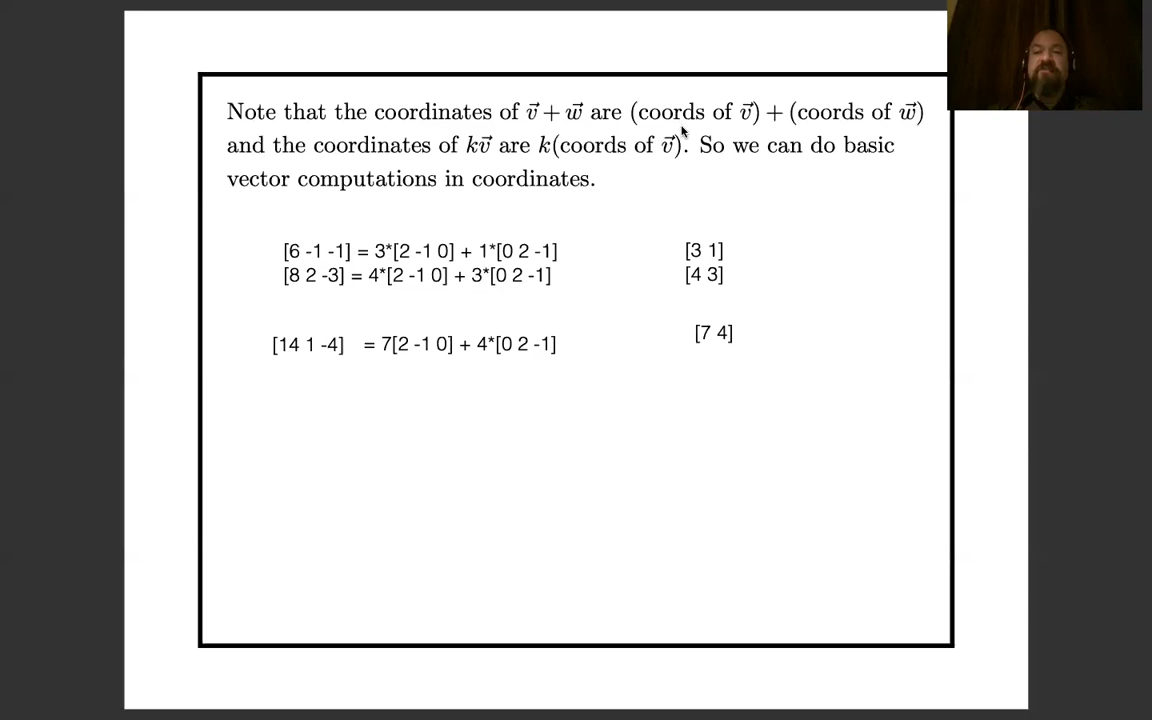 Note that the coordinates of v⃗ + w⃗ are (coords of v⃗) + (coords of w⃗)
and the coordinates of kv⃗ are k(coords of v⃗). So we can do basic
vector computations in coordinates.
[6 -1 -1] = 3*[2 -1 0] + 1*[0 2 -1] [3 1]
[8 2 -3] = 4*[2 -1 0] + 3*[0 2 -1] [4 3]
[14 1 -4] = 7[2 -1 0] + 4*[0 2 -1] [7 4]